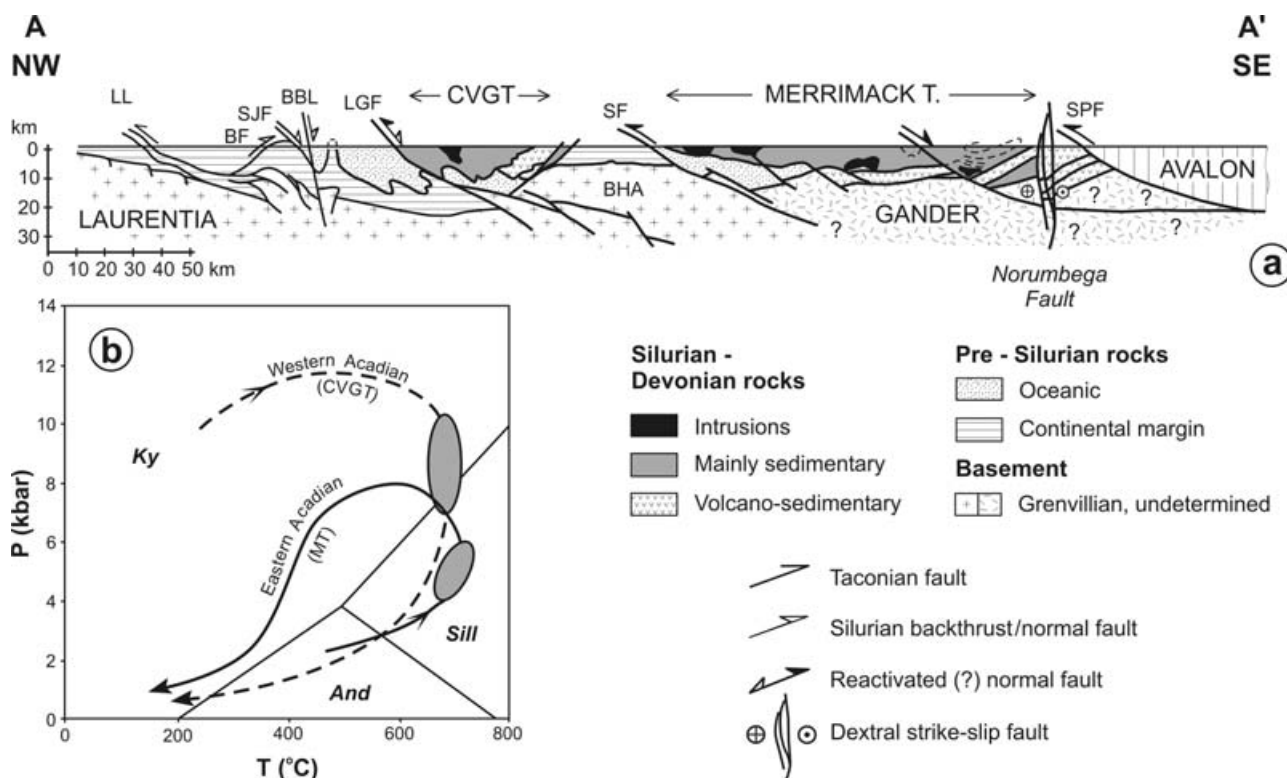 A
NW
A'
SE
LL
SJF
BBL
BF
LGF
CVGT
SF
MERRIMACK T.
SPF
km
0
10
20
30
LAURENTIA
BHA
GANDER
AVALON
?
?
?
?
?
0 10 20 30 40 50 km
Norumbega
Fault
a
b
14
12
10
8
6
4
2
0
P (kbar)
Western Acadian
(CVGT)
Ky
Eastern Acadian
(MT)
Sill
And
0 200 400 600 800
T (°C)
Silurian -
Devonian rocks
Intrusions
Mainly sedimentary
Volcano-sedimentary
Pre - Silurian rocks
Oceanic
Continental margin
Basement
Grenvillian, undetermined
Taconian fault
Silurian backthrust/normal fault
Reactivated (?) normal fault
Dextral strike-slip fault